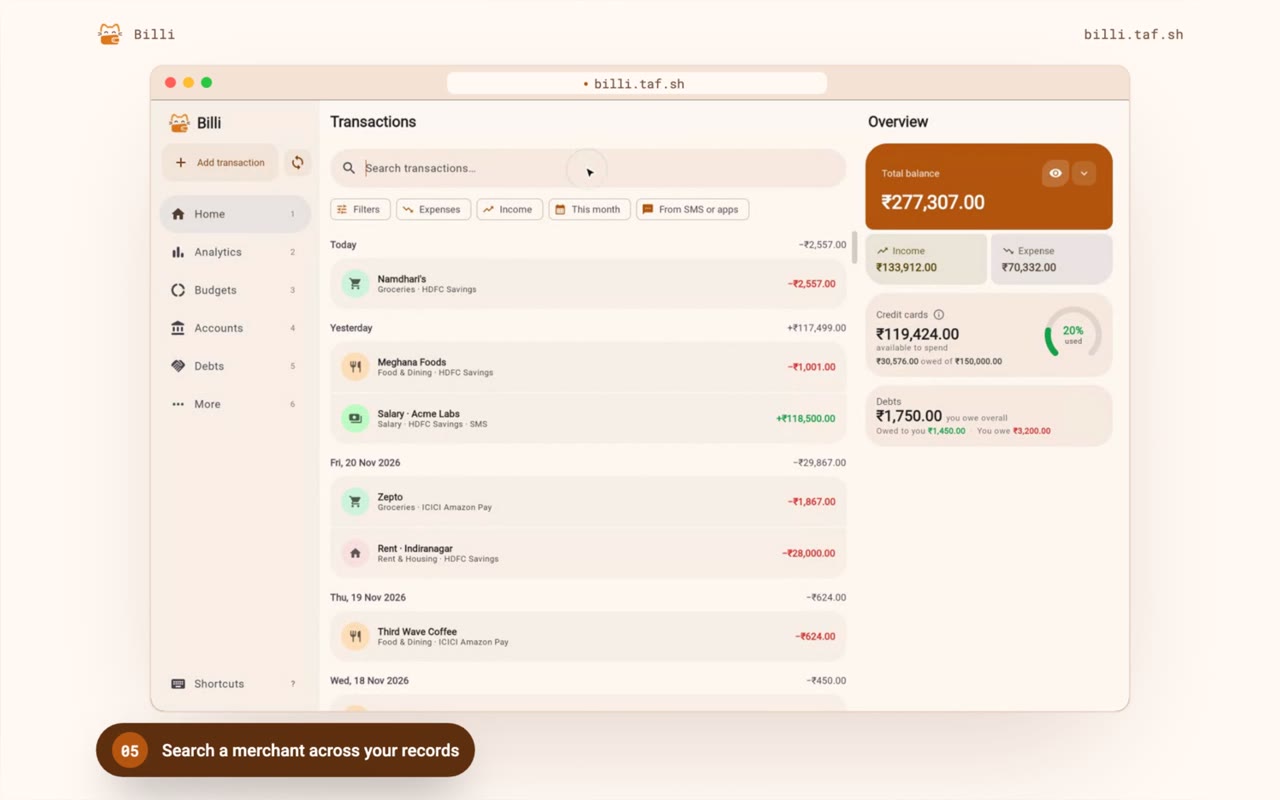 Billi
billi.taf.sh
• billi.taf.sh
Billi
+ Add transaction
Home 1
Analytics 2
Budgets 3
Accounts 4
Debts 5
More 6
Shortcuts ?
Transactions
Search transactions...
Filters
Expenses
Income
This month
From SMS or apps
Today −₹2,557.00
Namdhari's
Groceries · HDFC Savings
−₹2,557.00
Yesterday +₹117,499.00
Meghana Foods
Food & Dining · HDFC Savings
−₹1,001.00
Salary · Acme Labs
Salary · HDFC Savings · SMS
+₹118,500.00
Fri, 20 Nov 2026 −₹29,867.00
Zepto
Groceries · ICICI Amazon Pay
−₹1,867.00
Rent · Indiranagar
Rent & Housing · HDFC Savings
−₹28,000.00
Thu, 19 Nov 2026 −₹624.00
Third Wave Coffee
Food & Dining · ICICI Amazon Pay
−₹624.00
Wed, 18 Nov 2026 −₹450.00
Overview
Total balance
₹277,307.00
Income
₹133,912.00
Expense
₹70,332.00
Credit cards
₹119,424.00
available to spend
₹30,576.00 owed of ₹150,000.00
20%
used
Debts
₹1,750.00 you owe overall
Owed to you ₹1,450.00 · You owe ₹3,200.00
05 Search a merchant across your records